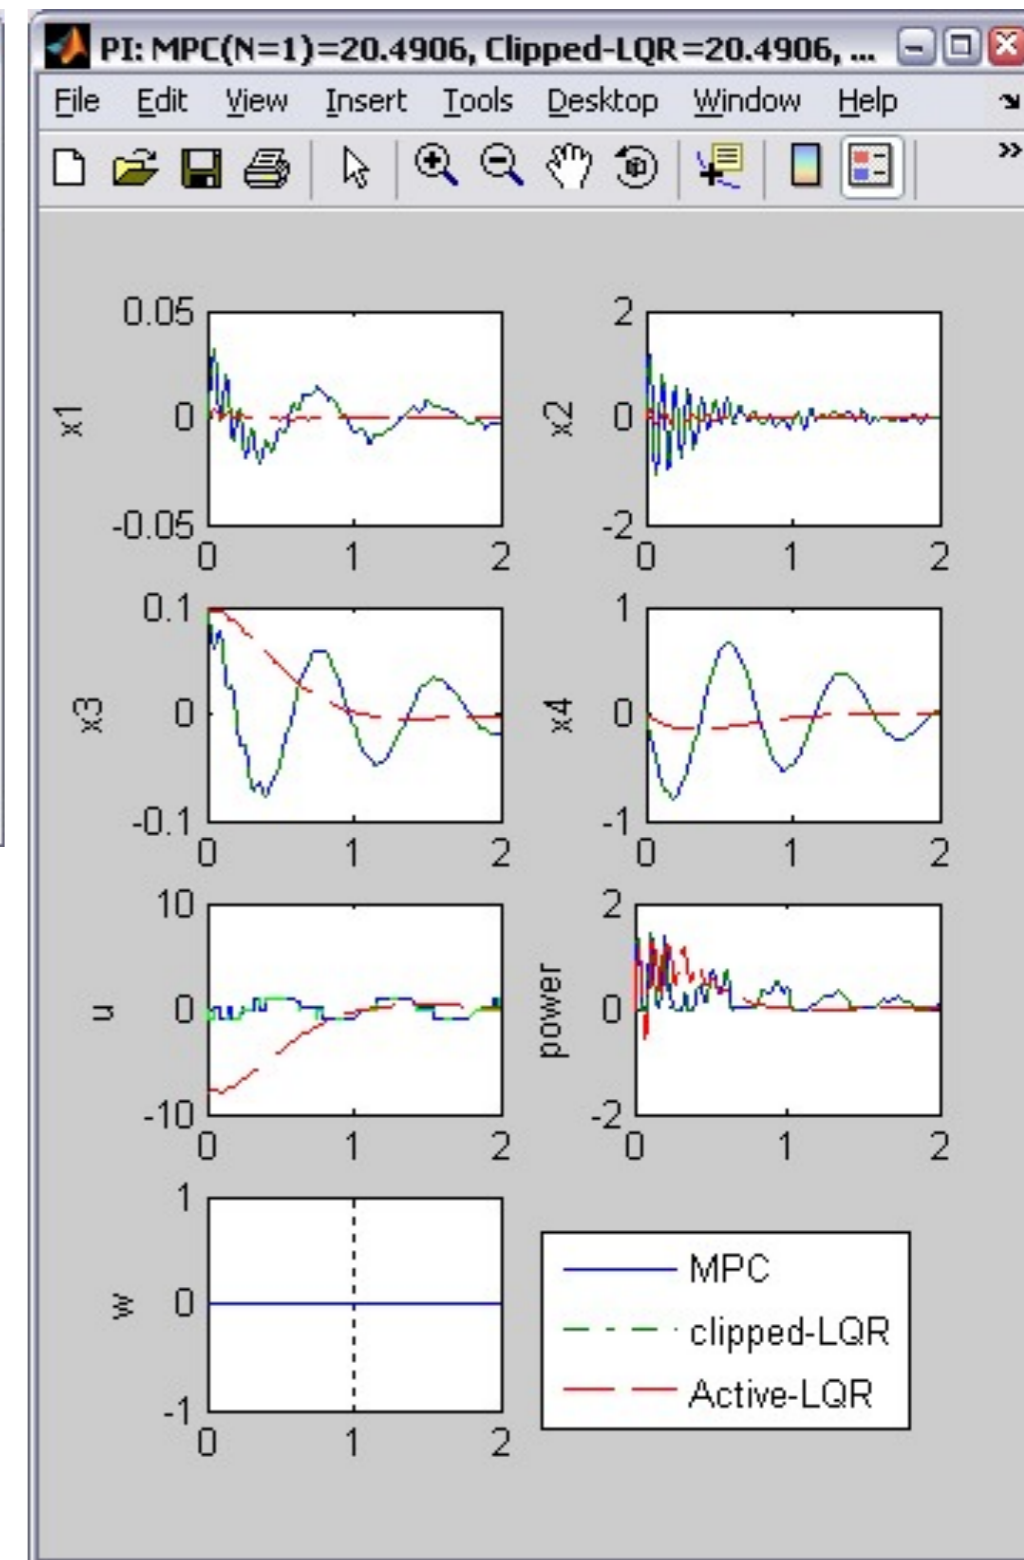 PI: MPC(N=1)=20.4906, Clipped-LQR=20.4906, ...
File Edit View Insert Tools Desktop Window Help
0.05
0
-0.05
x1
0 1 2
2
0
-2
x2
0 1 2
0.1
0
-0.1
x3
0 1 2
1
0
-1
x4
0 1 2
10
0
-10
u
0 1 2
2
0
-2
power
0 1 2
1
0
-1
w
0 1 2
MPC
clipped-LQR
Active-LQR